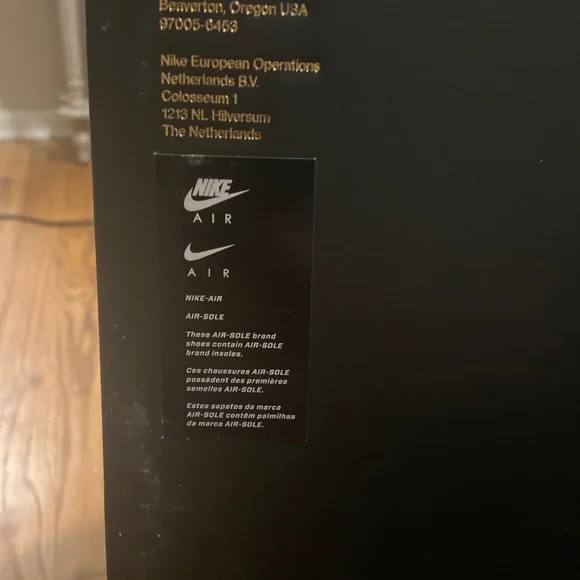 Beaverton, Oregon USA
97005-6453
Nike European Operations
Netherlands B.V.
Colosseum 1
1213 NL Hilversum
The Netherlands
NIKE
AIR
AIR
NIKE-AIR
AIR-SOLE
These AIR-SOLE brand
shoes contain AIR-SOLE
brand insoles.
Ces chaussures AIR-SOLE
possèdent des premières
semelles AIR-SOLE.
Estes sapatos da marca
AIR-SOLE contêm palmilhas
da marca AIR-SOLE.